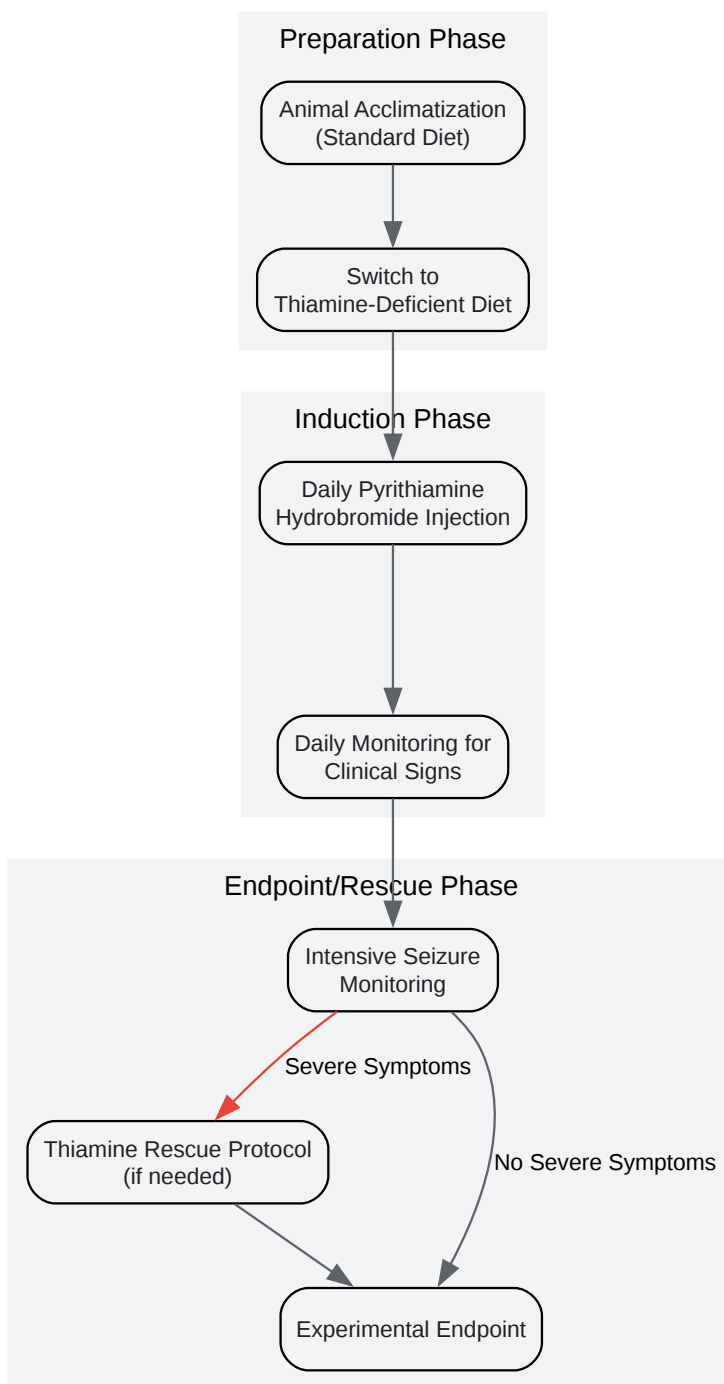 Preparation Phase
Animal Acclimatization
(Standard Diet)
Switch to
Thiamine-Deficient Diet
Induction Phase
Daily Pyrithiamine
Hydrobromide Injection
Daily Monitoring for
Clinical Signs
Endpoint/Rescue Phase
Intensive Seizure
Monitoring
Severe Symptoms
Thiamine Rescue Protocol
(if needed)
No Severe Symptoms
Experimental Endpoint